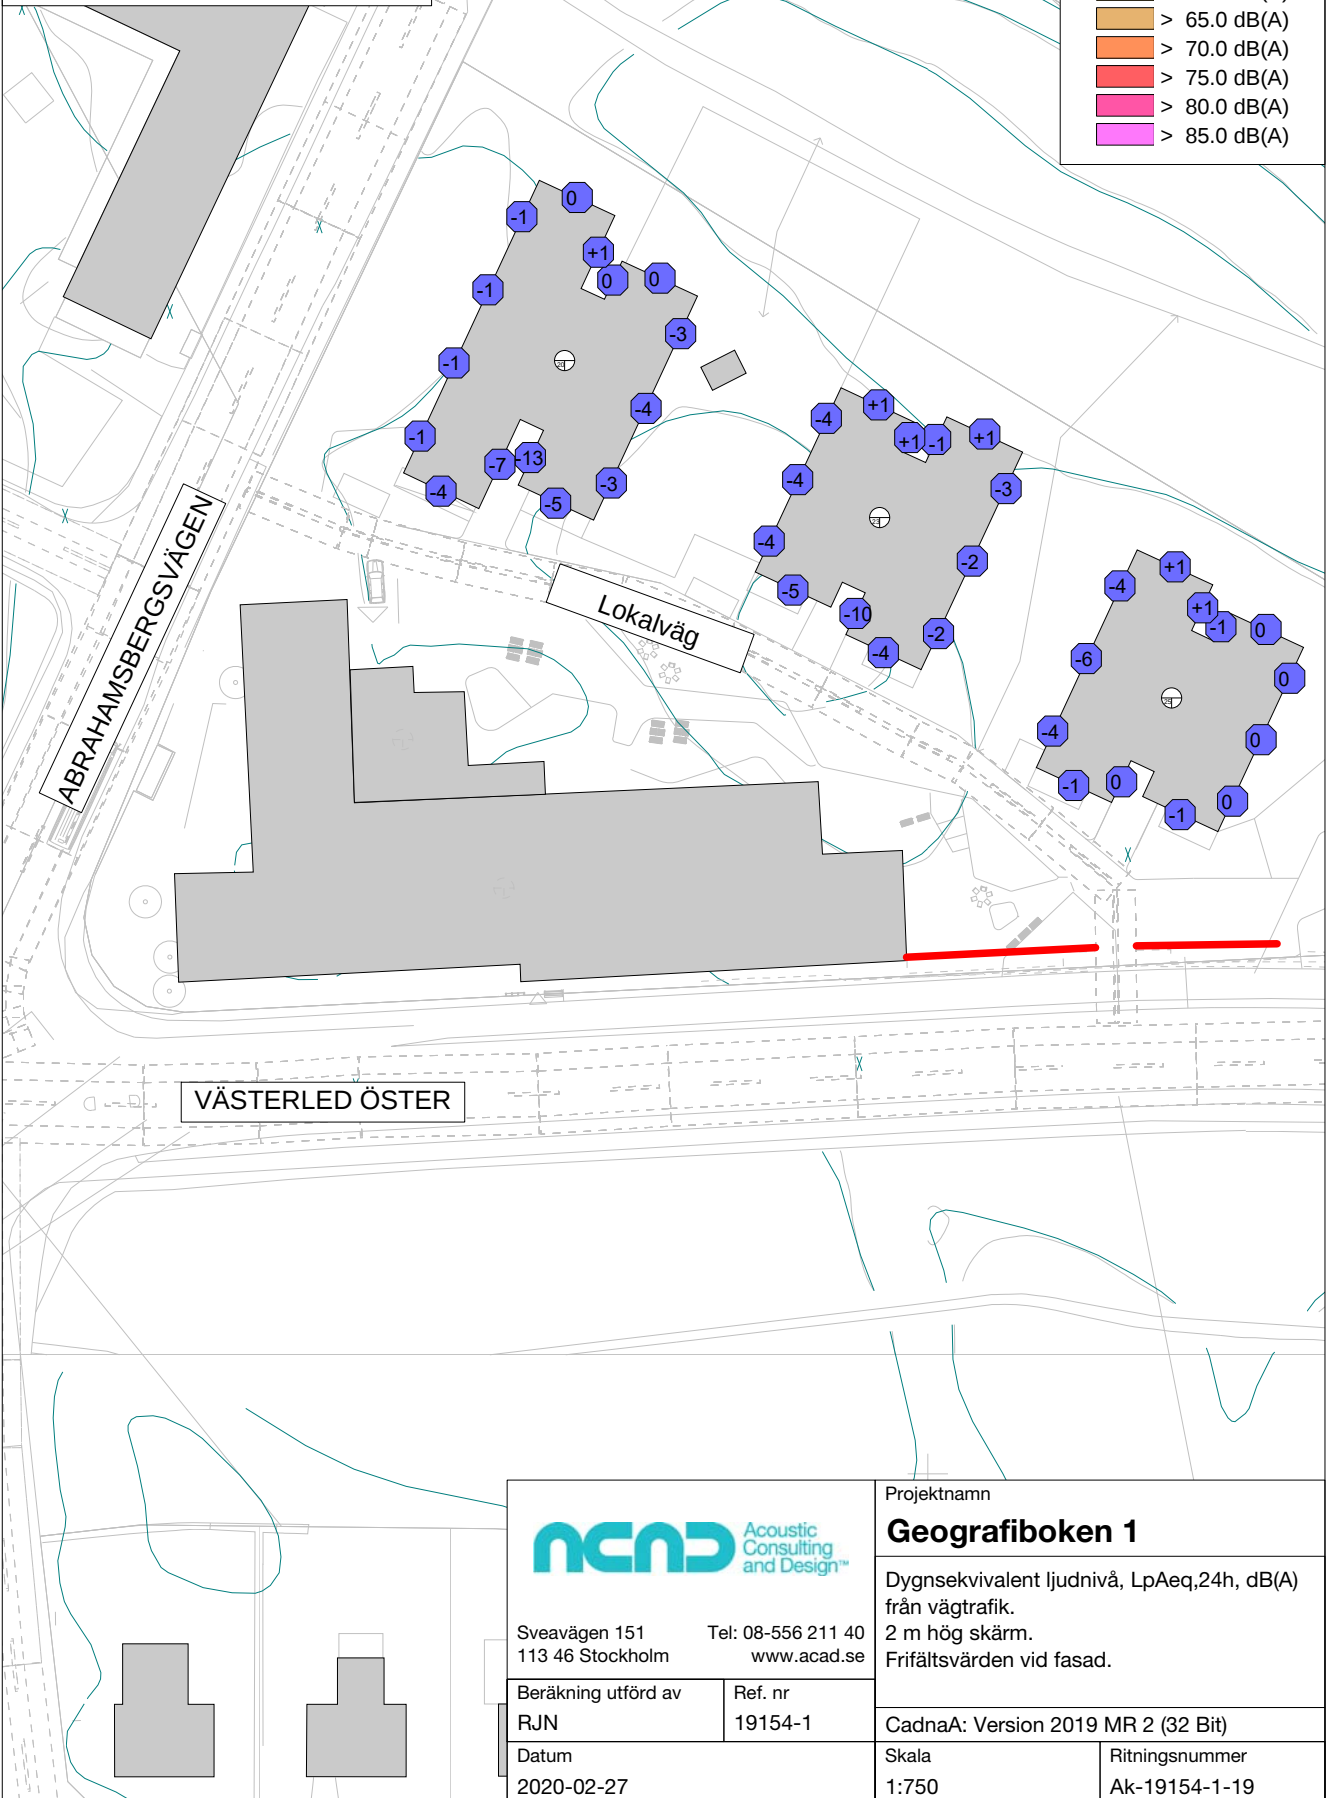 > 65.0 dB(A)
> 70.0 dB(A)
> 75.0 dB(A)
> 80.0 dB(A)
> 85.0 dB(A)
0
-1
+1
0
0
-1
-3
-1
-4
-1
-7
-13
-4
-5
-3
+1
-4
+1
-1
+1
-4
-3
-4
-2
-5
-10
-2
-4
+1
-4
+1
-1
0
-6
0
-4
0
-1
0
-1
0
ABRAHAMSBERGSVÄGEN
Lokalväg
VÄSTERLED ÖSTER
ACAD
Acoustic
Consulting
and Design™
Sveavägen 151
113 46 Stockholm
Tel: 08-556 211 40
www.acad.se
Beräkning utförd av
RJN
Ref. nr
19154-1
Datum
2020-02-27
Projektnamn
Geografiboken 1
Dygnsekvivalent ljudnivå, LpAeq,24h, dB(A)
från vägtrafik.
2 m hög skärm.
Frifältsvärden vid fasad.
CadnaA: Version 2019 MR 2 (32 Bit)
Skala
1:750
Ritningsnummer
Ak-19154-1-19